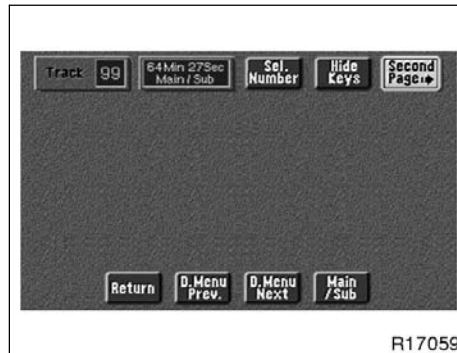 Track 99
64Min 27Sec
Main / Sub
Sel.
Number
Hide
Keys
Second
Page
Return
D.Menu
Prev.
D.Menu
Next
Main
/Sub
R17059